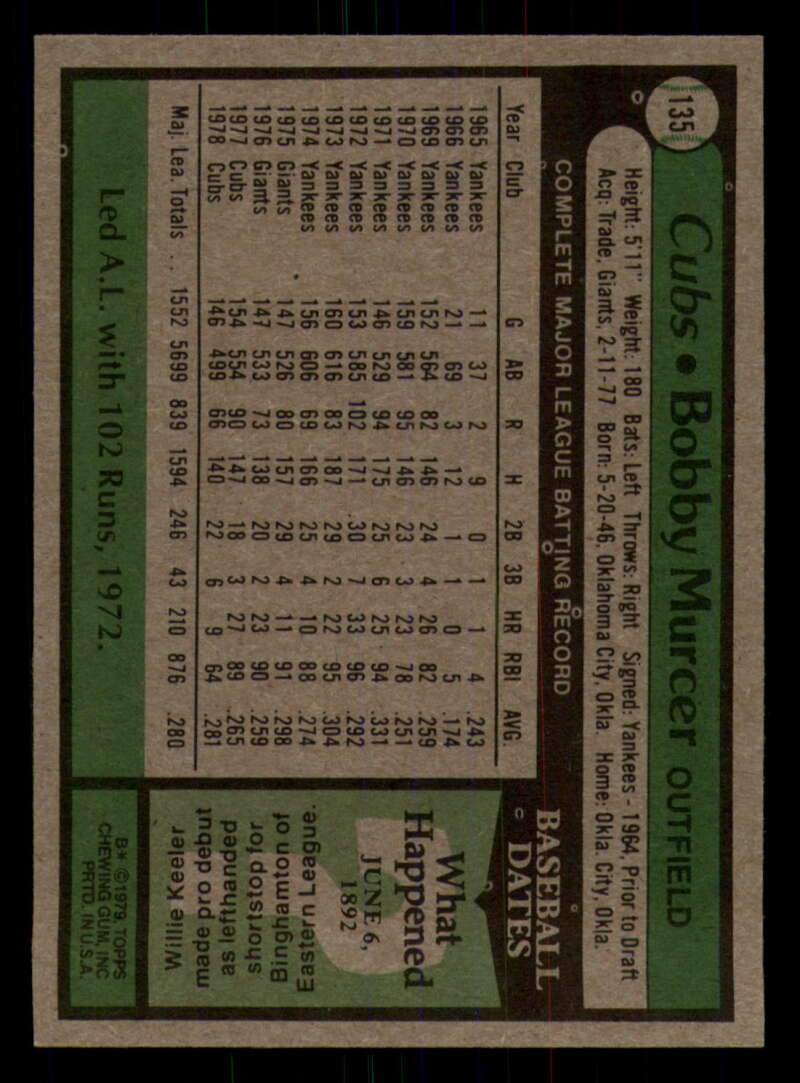 135
Cubs • Bobby Murcer OUTFIELD
Height: 5'11" Weight: 180 Bats: Left Throws: Right Signed: Yankees - 1964, Prior to Draft
Acq: Trade, Giants, 2-11-77 Born: 5-20-46, Oklahoma City, Okla. Home: Okla. City, Okla.
COMPLETE MAJOR LEAGUE BATTING RECORD
Year Club G AB R H 2B 3B HR RBI AVG.
1965 Yankees 11 37 2 9 0 1 1 4 .243
1966 Yankees 21 69 3 12 1 1 0 5 .174
1969 Yankees 152 564 82 146 24 4 26 82 .259
1970 Yankees 159 581 95 146 23 3 23 78 .251
1971 Yankees 146 529 94 175 25 6 25 94 .331
1972 Yankees 153 585 102 171 30 7 33 96 .292
1973 Yankees 160 616 83 187 29 2 22 95 .304
1974 Yankees 156 606 69 166 25 4 10 88 .274
1975 Giants 147 526 80 157 29 4 11 91 .298
1976 Giants 147 533 73 138 20 2 23 90 .259
1977 Cubs 154 554 90 147 18 3 27 89 .265
1978 Cubs 146 499 66 140 22 6 9 64 .281
Maj. Lea. Totals . . 1552 5699 839 1594 246 43 210 876 .280
Led A.L. with 102 Runs, 1972.
BASEBALL
DATES
What
Happened
JUNE 6,
1892
Willie Keeler
made pro debut
as lefthanded
shortstop for
Binghamton of
Eastern League.
B* ©1979, TOPPS
CHEWING GUM, INC
PRTD. IN U.S.A.